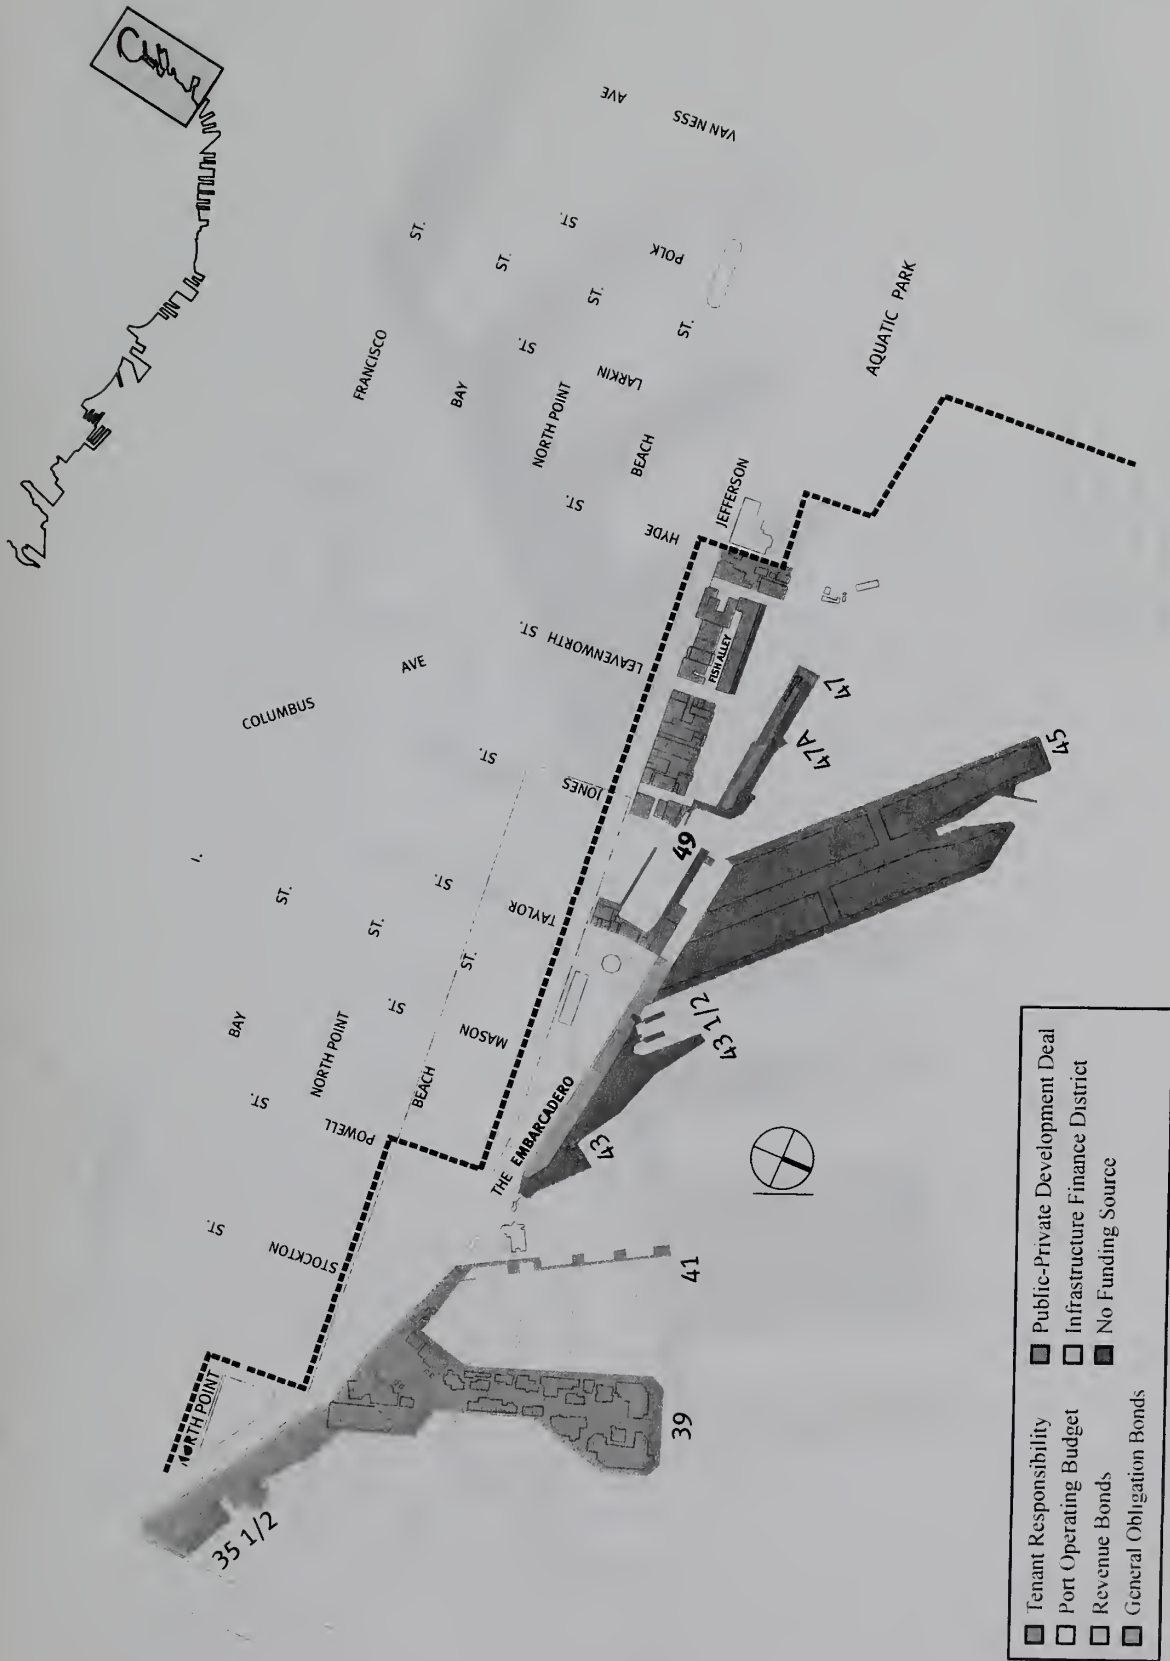 VAN NESS
AVE
POLK
ST.
LARKIN
ST.
HYDE
ST.
LEAVENWORTH ST.
JONES
ST.
TAYLOR
ST.
MASON
ST.
POWELL
ST.
STOCKTON
ST.
FRANCISCO
ST.
BAY
ST.
NORTH POINT
ST.
BEACH
ST.
JEFFERSON
AQUATIC PARK
COLUMBUS
AVE
ST.
BAY
ST.
NORTH POINT
ST.
BEACH
THE EMBARCADERO
NORTH POINT
FISH ALLEY
35 1/2
39
41
43
43 1/2
45
47
47A
49
Tenant Responsibility
Port Operating Budget
Revenue Bonds
General Obligation Bonds
Public-Private Development Deal
Infrastructure Finance District
No Funding Source